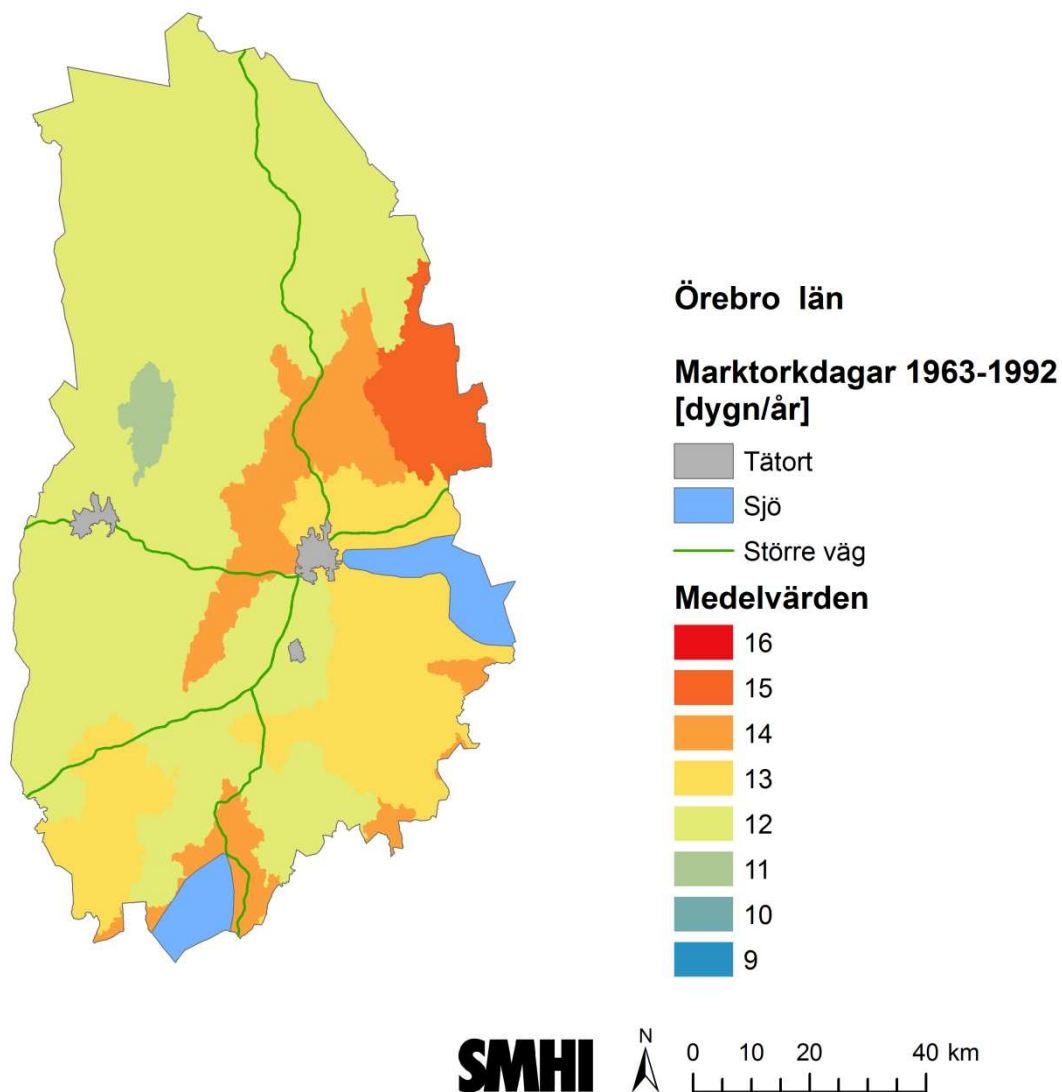 Örebro län
Marktorkdagar 1963-1992
[dygn/år]
Tätort
Sjö
Större väg
Medelvärden
16
15
14
13
12
11
10
9
SMHI
N
0 10 20 40 km